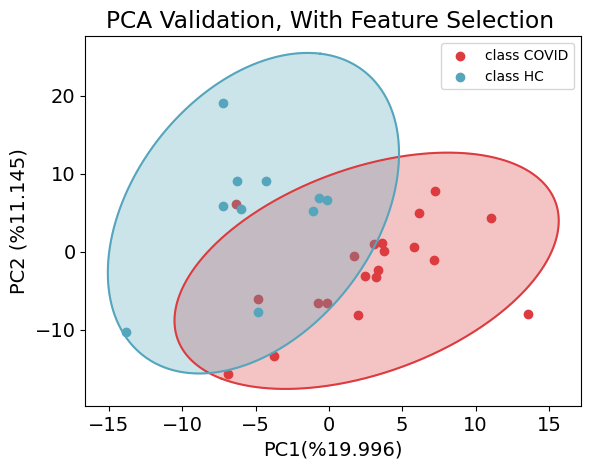 PCA Validation, With Feature Selection
class COVID
class HC
20
10
0
−10
PC2 (%11.145)
−15 −10 −5 0 5 10 15
PC1(%19.996)